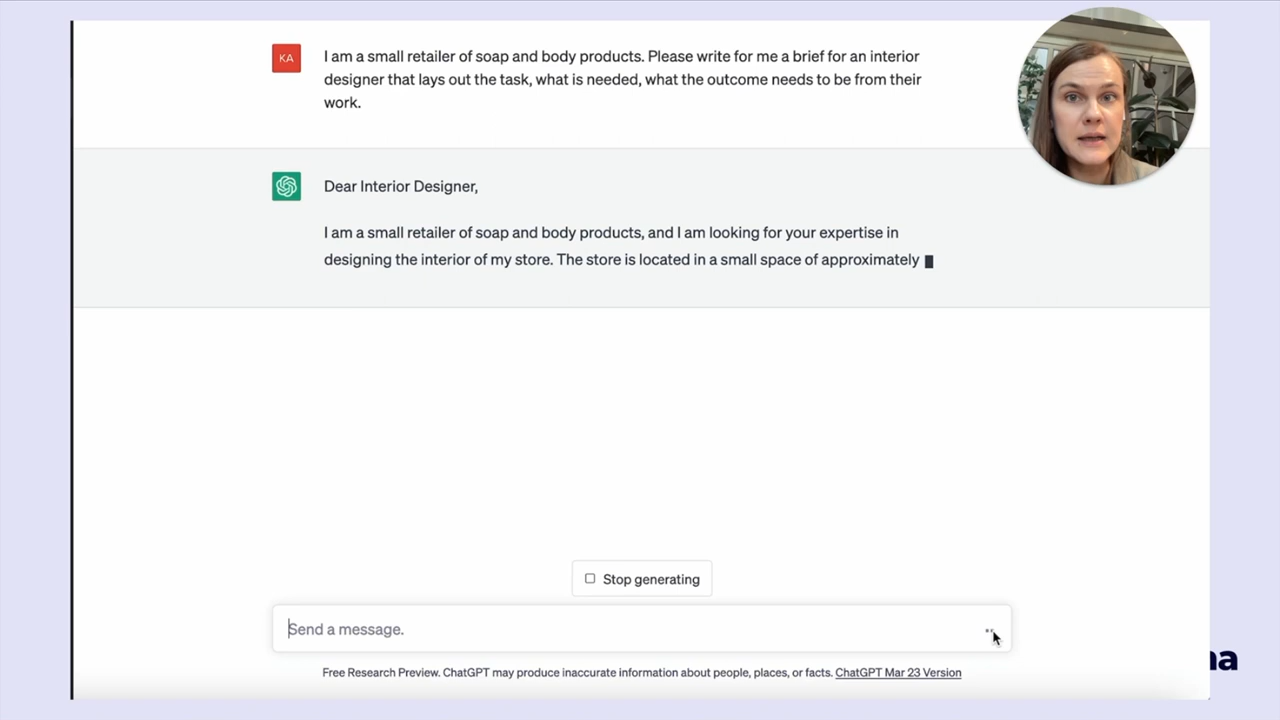 KA
I am a small retailer of soap and body products. Please write for me a brief for an interior
designer that lays out the task, what is needed, what the outcome needs to be from their
work.
Dear Interior Designer,
I am a small retailer of soap and body products, and I am looking for your expertise in
designing the interior of my store. The store is located in a small space of approximately
Stop generating
Send a message.
Free Research Preview. ChatGPT may produce inaccurate information about people, places, or facts. ChatGPT Mar 23 Version